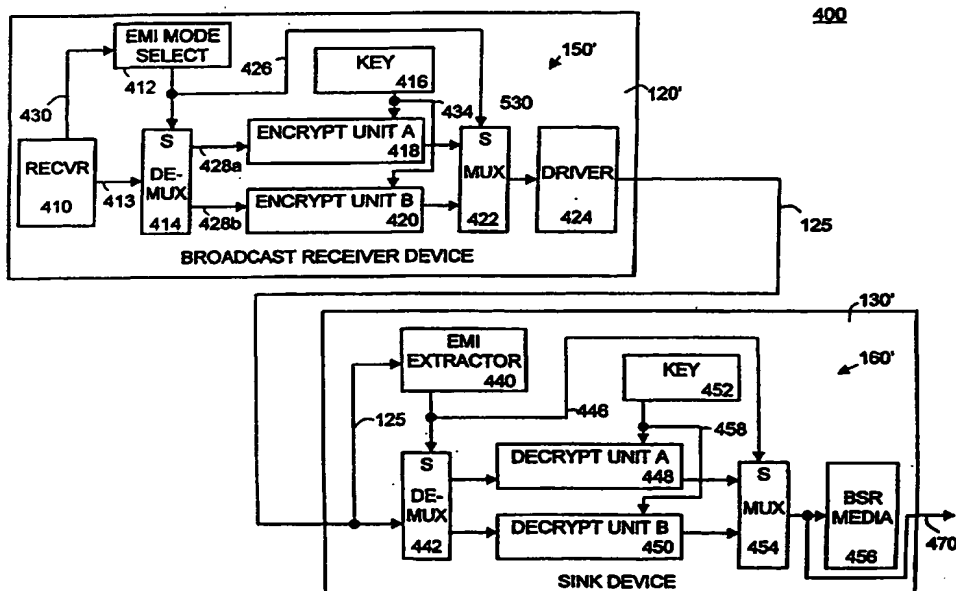 400
EMI MODE
SELECT
412
426
KEY
416
150'
120'
430
434
530
RECVR
410
413
S
DE-
MUX
414
428a
428b
ENCRYPT UNIT A
418
ENCRYPT UNIT B
420
S
MUX
422
DRIVER
424
125
BROADCAST RECEIVER DEVICE
130'
EMI
EXTRACTOR
440
KEY
452
160'
125
446
458
S
DE-
MUX
442
DECRYPT UNIT A
448
DECRYPT UNIT B
450
S
MUX
454
BSR
MEDIA
456
470
SINK DEVICE